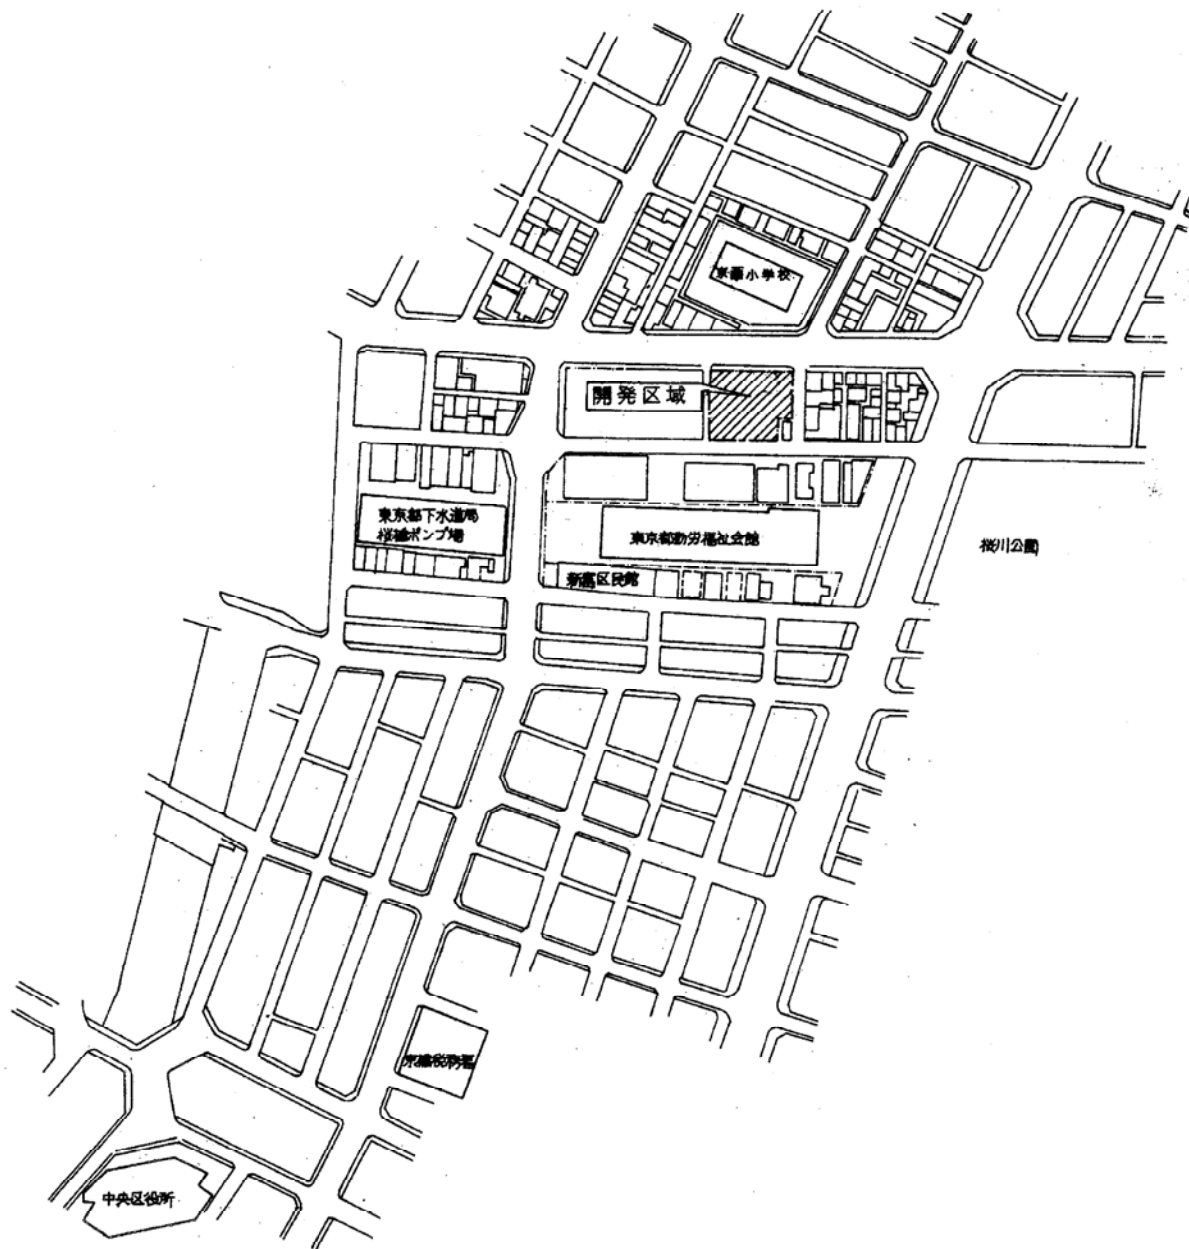 京華小学校
開発区域
東京都下水道局
桜橋ポンプ場
東京都勤労福祉会館
桜川公園
新富区民館
京橋税務署
中央区役所